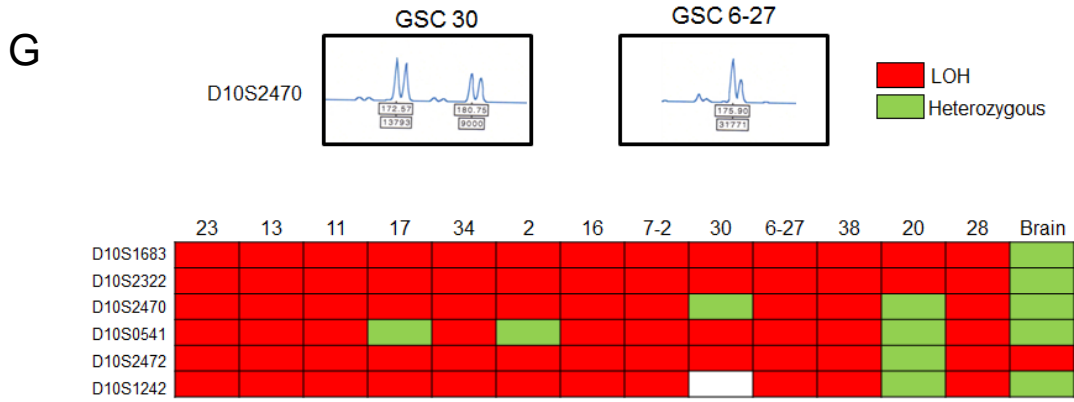 G
GSC 30
GSC 6-27
D10S2470
172.57
13793
180.75
9000
175.90
31771
LOH
Heterozygous
23 13 11 17 34 2 16 7-2 30 6-27 38 20 28 Brain
D10S1683
D10S2322
D10S2470
D10S0541
D10S2472
D10S1242